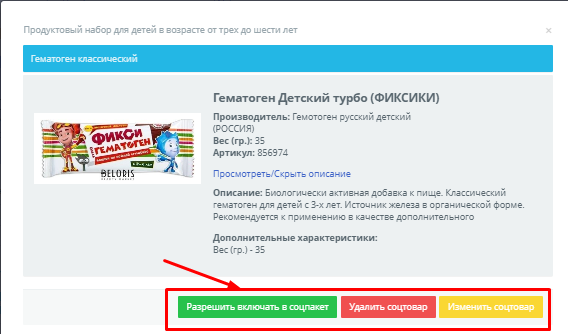 Продуктовый набор для детей в возрасте от трех до шести лет ×
Гематоген классический
Гематоген Детский турбо (ФИКСИКИ)
Производитель: Гемотоген русский детский
(РОССИЯ)
Вес (гр.): 35
Артикул: 856974
ФИКСИ
ГЕМАТОГЕН
BELORIS
Просмотреть/Скрыть описание
Описание: Биологически активная добавка к пище. Классический
гематоген для детей с 3-х лет. Источник железа в органической форме.
Рекомендуется к применению в качестве дополнительного
Дополнительные характеристики:
Вес (гр.) - 35
Разрешить включать в соцпакет Удалить соцтовар Изменить соцтовар